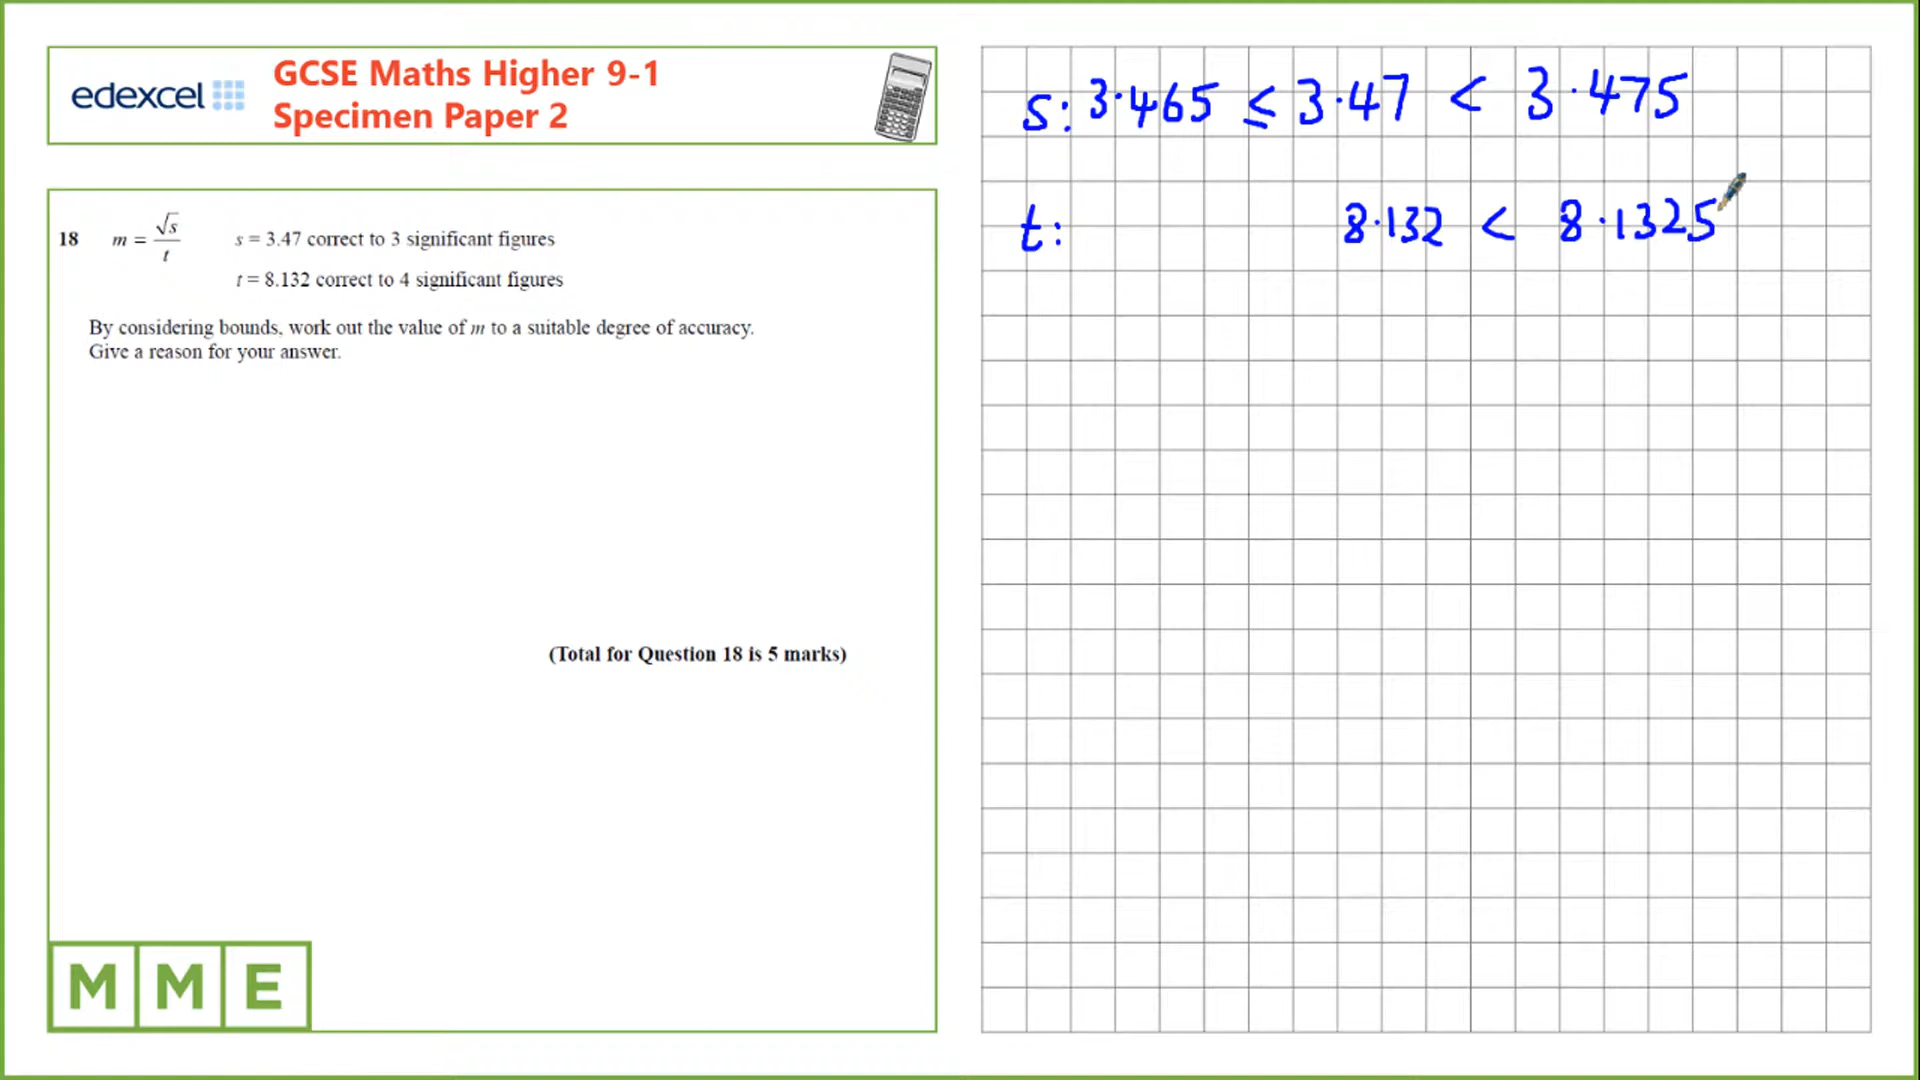 edexcel
GCSE Maths Higher 9-1
Specimen Paper 2
18 m = √s / t s = 3.47 correct to 3 significant figures
t = 8.132 correct to 4 significant figures
By considering bounds, work out the value of m to a suitable degree of accuracy.
Give a reason for your answer.
(Total for Question 18 is 5 marks)
MME
s: 3.465 ≤ 3.47 < 3.475
t: 8.132 < 8.1325